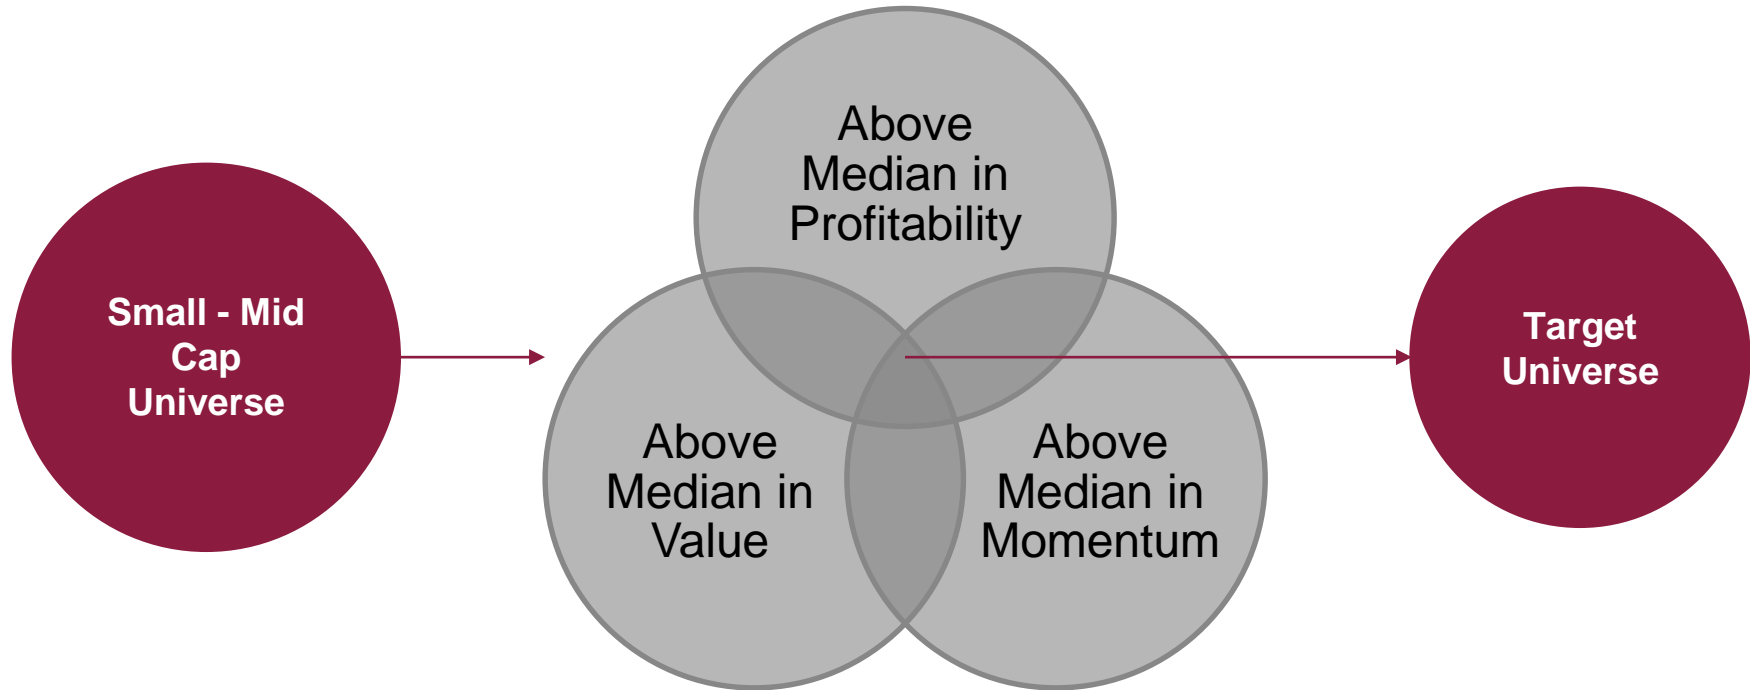 Small - Mid
Cap
Universe
Above
Median in
Profitability
Above
Median in
Value
Above
Median in
Momentum
Target
Universe